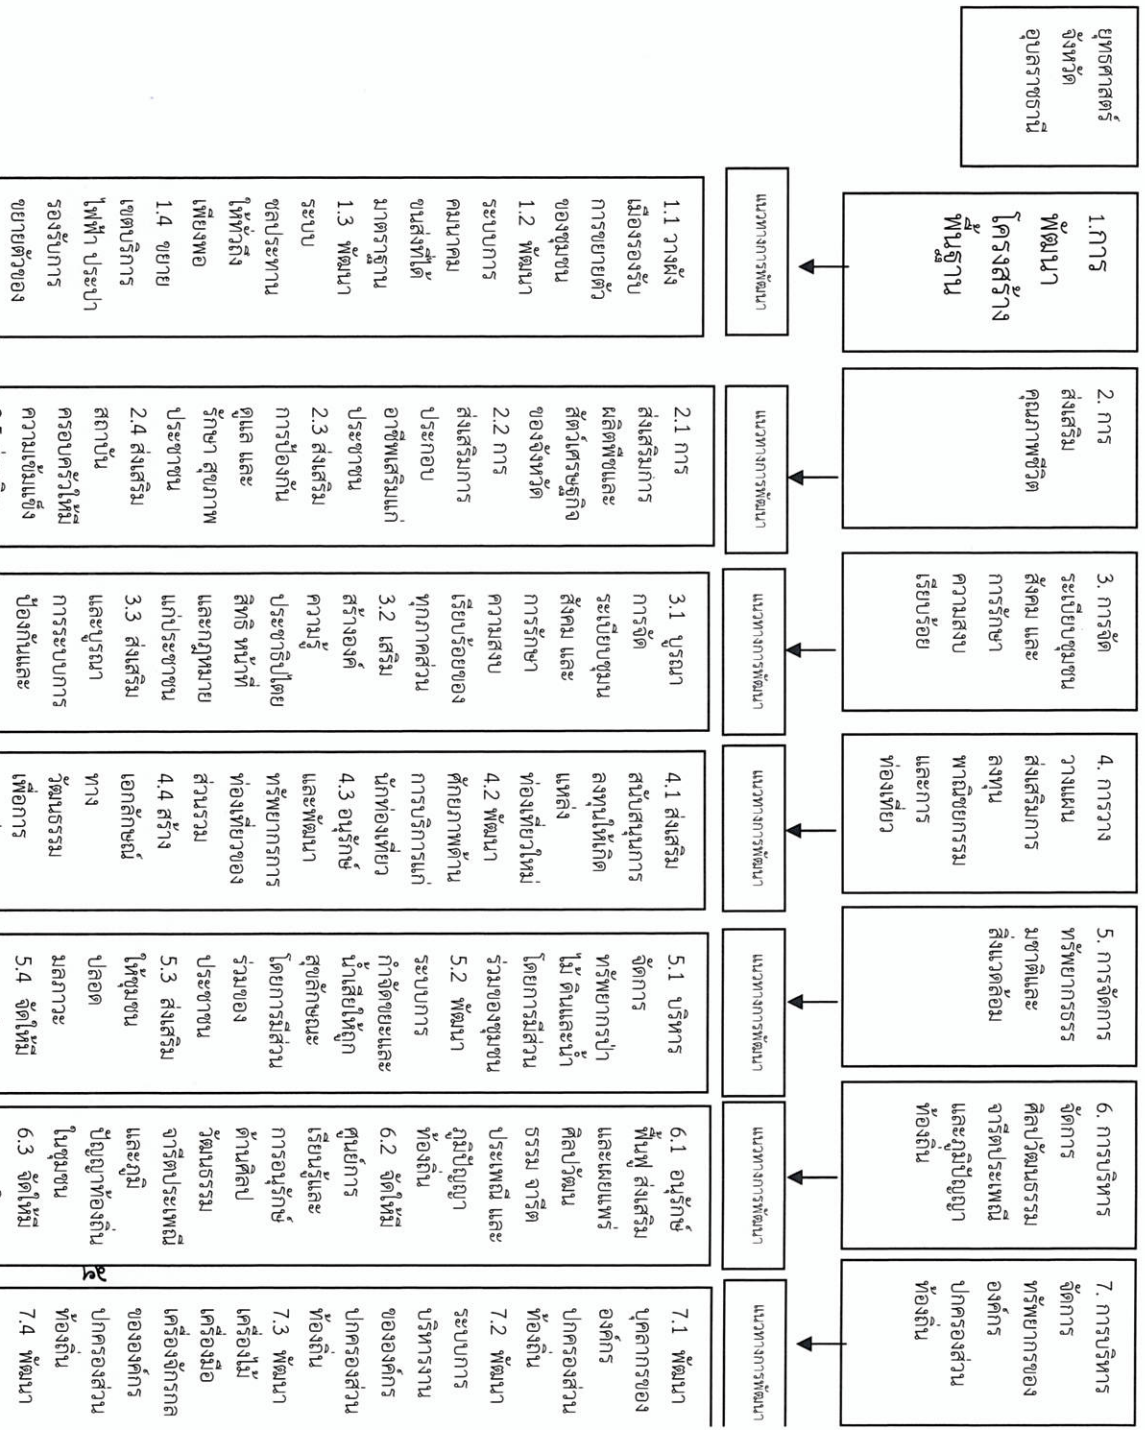 ยุทธศาสตร์
จังหวัด
อุบลราชธานี
1.การ
พัฒนา
โครงสร้าง
พื้นฐาน
2. การ
ส่งเสริม
คุณภาพชีวิต
3. การจัด
ระเบียบชุมชน
สังคม และ
การรักษา
ความสงบ
เรียบร้อย
4. การวาง
วางแผน
ส่งเสริมการ
ลงทุน
พาณิชยกรรม
และการ
ท่องเที่ยว
5. การจัดการ
ทรัพยากรธรร
มชาติและ
สิ่งแวดล้อม
6. การบริหาร
จัดการ
ศิลปวัฒนธรรม
จารีตประเพณี
และภูมิปัญญา
ท้องถิ่น
7. การบริหาร
จัดการ
ทรัพยากรของ
องค์กร
ปกครองส่วน
ท้องถิ่น
แนวทางการพัฒนา
แนวทางการพัฒนา
แนวทางการพัฒนา
แนวทางการพัฒนา
แนวทางการพัฒนา
แนวทางการพัฒนา
แนวทางการพัฒนา
1.1 วางผัง
เมืองรองรับ
การขยายตัว
ของชุมชน
1.2 พัฒนา
ระบบการ
คมนาคม
ขนส่งที่ได้
มาตราฐาน
1.3 พัฒนา
ระบบ
ชลประทาน
ให้ทั่วถึง
เพียงพอ
1.4 ขยาย
เขตบริการ
ไฟฟ้า ประปา
รองรับการ
ขยายตัวของ
2.1 การ
ส่งเสริมการ
ผลิตพืชและ
สัตว์เศรษฐกิจ
ของจังหวัด
2.2 การ
ส่งเสริมการ
ประกอบ
อาชีพเสริมแก่
ประชาชน
2.3 ส่งเสริม
การป้องกัน
ดูแล และ
รักษา สุขภาพ
ประชาชน
2.4 ส่งเสริม
สถาบัน
ครอบครัวให้มี
ความเข้มแข็ง
3.1 บูรณา
การจัด
ระเบียบชุมน
สังคม และ
การรักษา
ความสงบ
เรียบร้อยของ
ทุกภาคส่วน
3.2 เสริม
สร้างองค์
ความรู้
ประชาธิปไตย
สิทธิ หน้าที่
และกฎหมาย
แก่ประชาชน
3.3 ส่งเสริม
และบูรณา
การระบบการ
ป้องกันและ
4.1 ส่งเสริม
สนับสนุนการ
ลงทุนให้เกิด
แหล่ง
ท่องเที่ยวใหม่
4.2 พัฒนา
ศักยภาพด้าน
การบริการแก่
นักท่องเที่ยว
4.3 อนุรักษ์
และพัฒนา
ทรัพยากรการ
ท่องเที่ยวของ
ส่วนรวม
4.4 สร้าง
เอกลักษณ์
ทาง
วัฒนธรรม
เพื่อการ
5.1 บริหาร
จัดการ
ทรัพยากรป่า
ไม้ ดินและน้ำ
โดยการมีส่วน
ร่วมของชุมชน
5.2 พัฒนา
ระบบการ
กำจัดขยะและ
น้ำเสียให้ถูก
สุขลักษณะ
โดยการมีส่วน
ร่วมของ
ประชาชน
5.3 ส่งเสริม
ให้ชุมชน
ปลอด
มลภาวะ
5.4 จัดให้มี
6.1 อนุรักษ์
ฟื้นฟู ส่งเสริม
และเผยแพร่
ศิลปวัฒน
ธรรม จารีต
ประเพณี และ
ภูมิปัญญา
ท้องถิ่น
6.2 จัดให้มี
ศูนย์การ
เรียนรู้และ
การอนุรักษ์
ด้านศิลป
วัฒนธรรม
จารีตประเพณี
และภูมิ
ปัญญาท้องถิ่น
ในชุมชน
6.3 จัดให้มี
7.1 พัฒนา
บุคลากรของ
องค์กร
ปกครองส่วน
ท้องถิ่น
7.2 พัฒนา
ระบบการ
บริหารงาน
ขององค์กร
ปกครองส่วน
ท้องถิ่น
7.3 พัฒนา
เครื่องไม้
เครื่องมือ
เครื่องจักรกล
ขององค์กร
ปกครองส่วน
ท้องถิ่น
7.4 พัฒนา